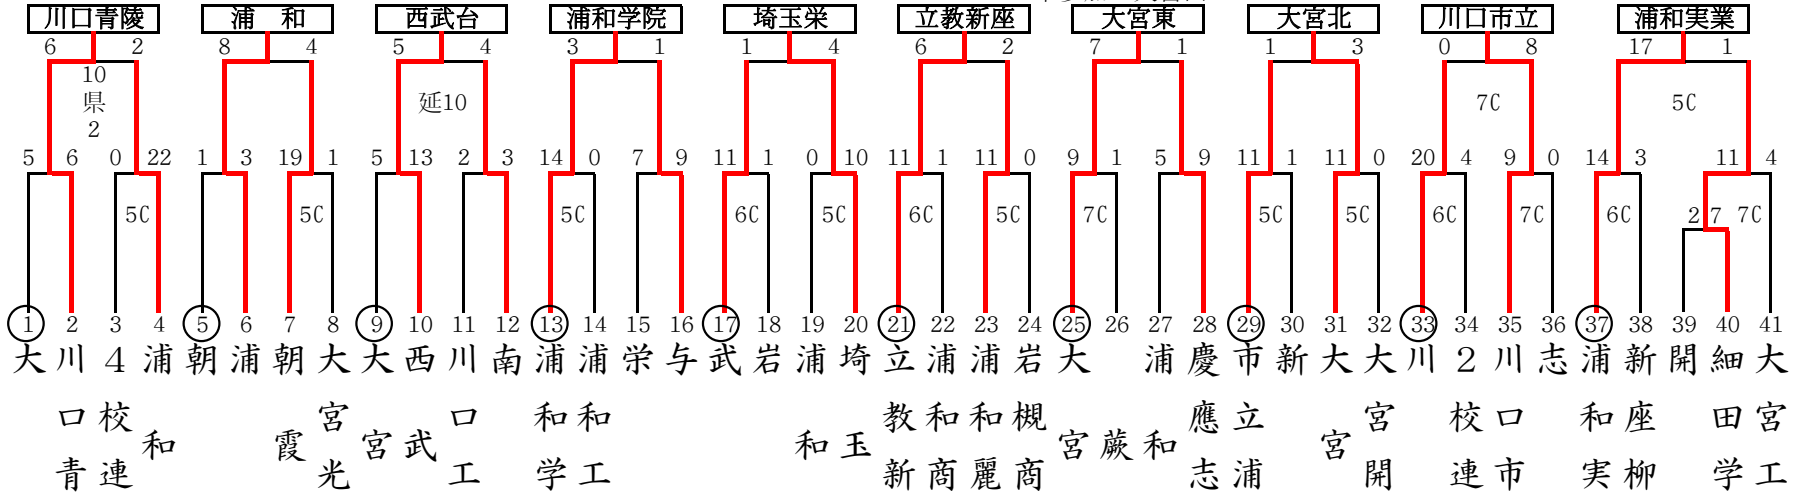 川口青陵 浦 和 西武台 浦和学院 埼玉栄 立教新座 大宮東 大宮北 川口市立 浦和実業
6 2 8 4 5 4 3 1 1 4 6 2 7 1 1 3 0 8 17 1
10 延10 7C 5C
県
2
5 6 0 22 1 3 19 1 5 13 2 3 14 0 7 9 11 1 0 10 11 1 11 0 9 1 5 9 11 1 11 0 20 4 9 0 14 3 11 4
5C 5C 5C 6C 5C 6C 5C 7C 5C 5C 6C 7C 6C 2 7 7C
1 2 3 4 5 6 7 8 9 10 11 12 13 14 15 16 17 18 19 20 21 22 23 24 25 26 27 28 29 30 31 32 33 34 35 36 37 38 39 40 41
大 川 4 浦 朝 浦 朝 大 大 西 川 南 浦 浦 栄 与 武 岩 浦 埼 立 浦 浦 岩 大 浦 慶 市 新 大 大 川 2 川 志 浦 新 開 細 大
口 校 宮 口 和 和 教 和 和 槻 應 立 宮 校 口 和 座 田 宮
和 霞 宮 武 和 玉 宮 蕨 和 宮
青 連 光 工 学 工 新 商 麗 商 志 浦 開 連 市 実 柳 学 工